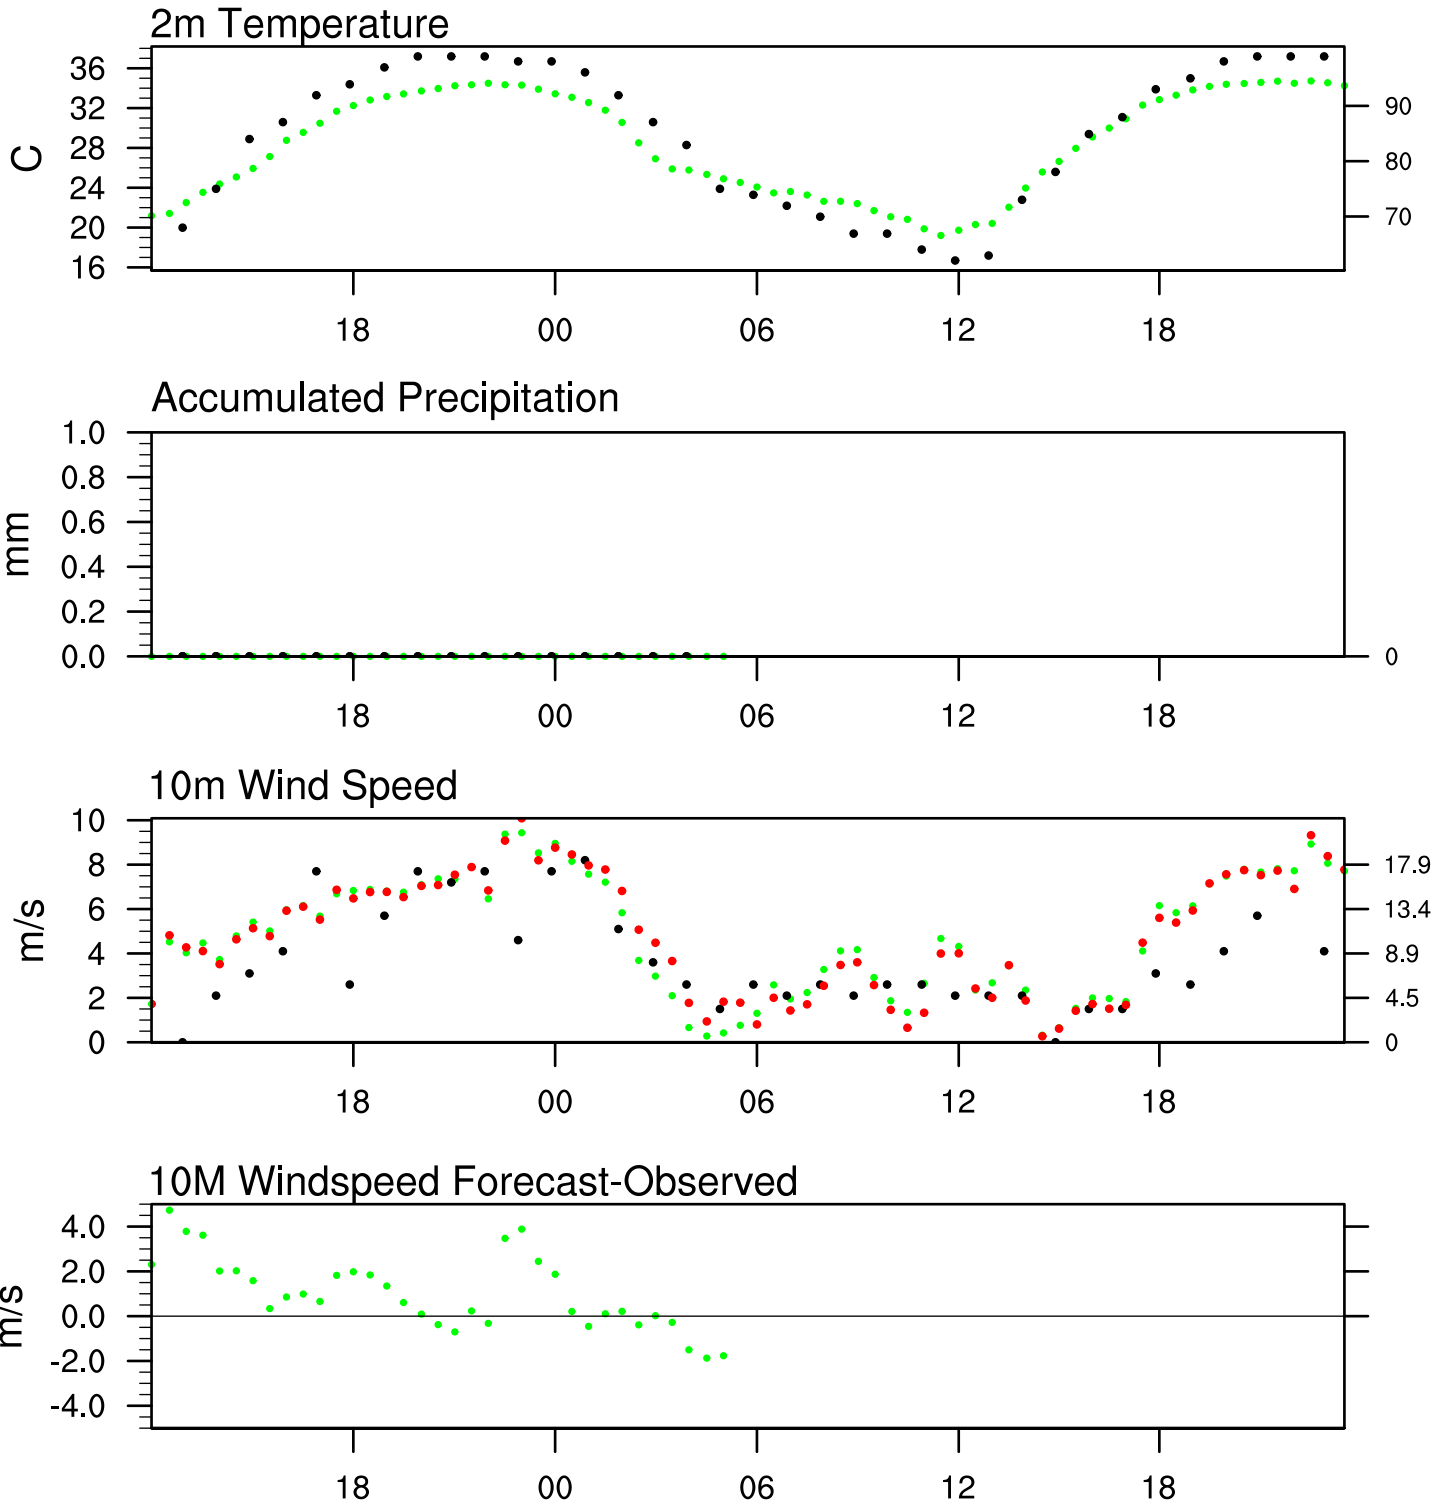 2m Temperature
36
32
28
24
20
16
C
90
80
70
18 00 06 12 18
Accumulated Precipitation
1.0
0.8
0.6
0.4
0.2
0.0
mm
0
18 00 06 12 18
10m Wind Speed
10
8
6
4
2
0
m/s
17.9
13.4
8.9
4.5
0
18 00 06 12 18
10M Windspeed Forecast-Observed
4.0
2.0
0.0
-2.0
-4.0
m/s
18 00 06 12 18